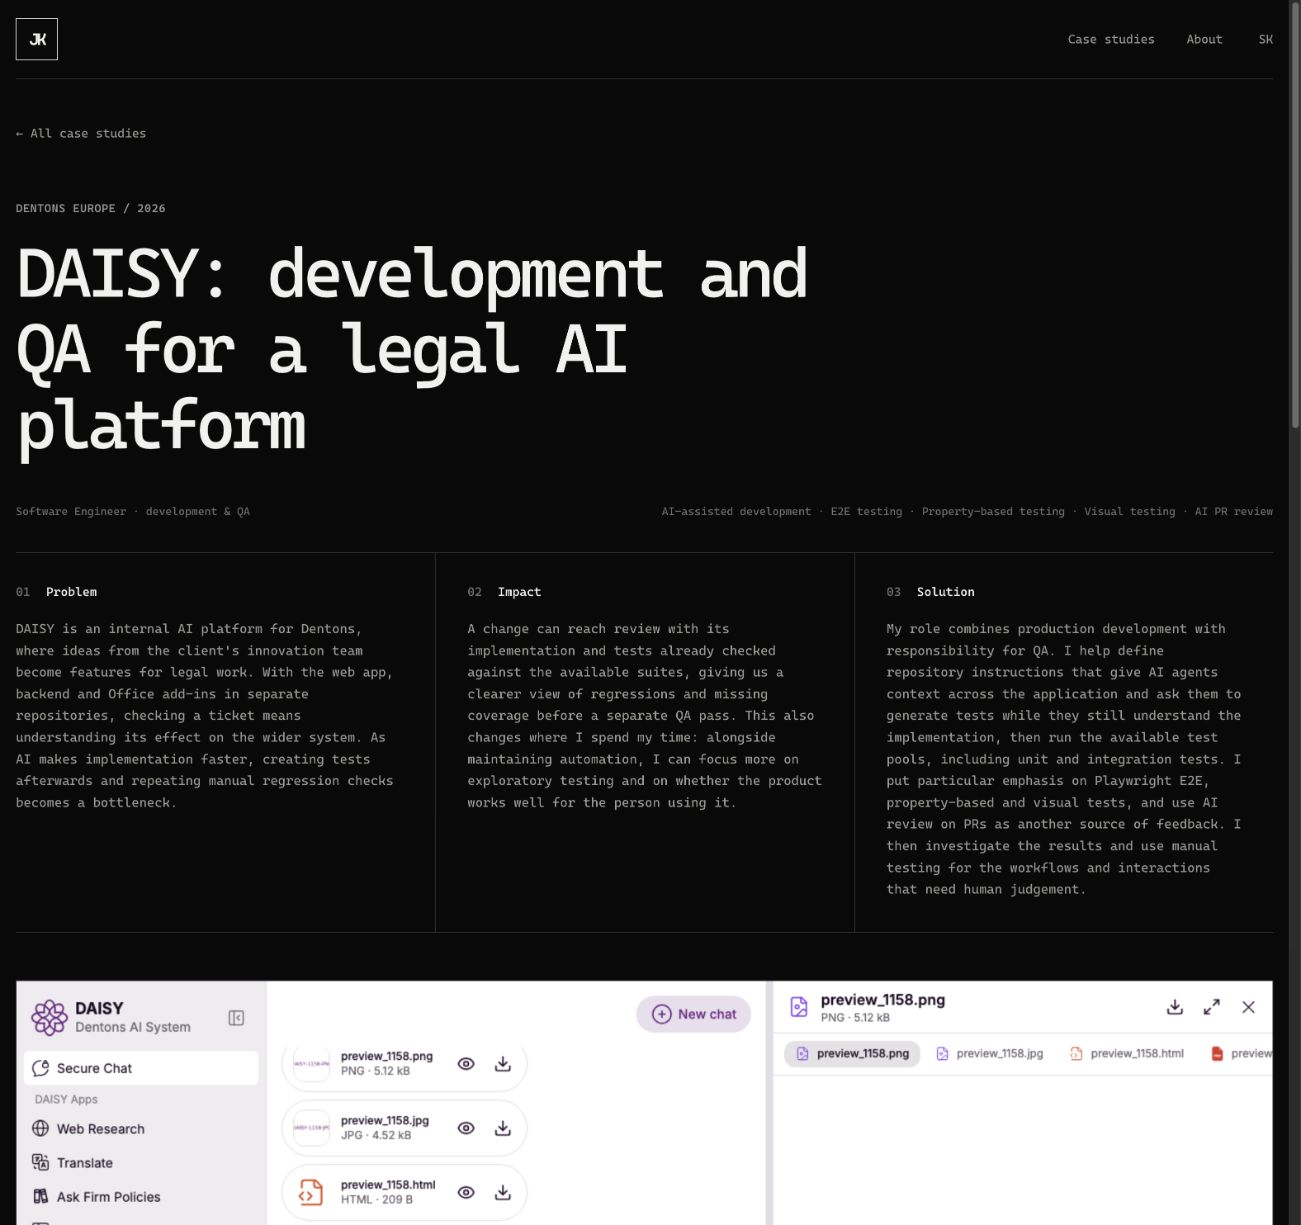 JK
Case studies
About
SK
← All case studies
DENTONS EUROPE / 2026
DAISY: development and
QA for a legal AI
platform
Software Engineer · development & QA
AI-assisted development · E2E testing · Property-based testing · Visual testing · AI PR review
01 Problem
DAISY is an internal AI platform for Dentons,
where ideas from the client's innovation team
become features for legal work. With the web app,
backend and Office add-ins in separate
repositories, checking a ticket means
understanding its effect on the wider system. As
AI makes implementation faster, creating tests
afterwards and repeating manual regression checks
becomes a bottleneck.
02 Impact
A change can reach review with its
implementation and tests already checked
against the available suites, giving us a
clearer view of regressions and missing
coverage before a separate QA pass. This also
changes where I spend my time: alongside
maintaining automation, I can focus more on
exploratory testing and on whether the product
works well for the person using it.
03 Solution
My role combines production development with
responsibility for QA. I help define
repository instructions that give AI agents
context across the application and ask them to
generate tests while they still understand the
implementation, then run the available test
pools, including unit and integration tests. I
put particular emphasis on Playwright E2E,
property-based and visual tests, and use AI
review on PRs as another source of feedback. I
then investigate the results and use manual
testing for the workflows and interactions
that need human judgement.
DAISY
Dentons AI System
Secure Chat
DAISY Apps
Web Research
Translate
Ask Firm Policies
New chat
preview_1158.png
PNG · 5.12 kB
preview_1158.jpg
JPG · 4.52 kB
preview_1158.html
HTML · 209 B
preview_1158.png
PNG · 5.12 kB
preview_1158.png
preview_1158.jpg
preview_1158.html
preview